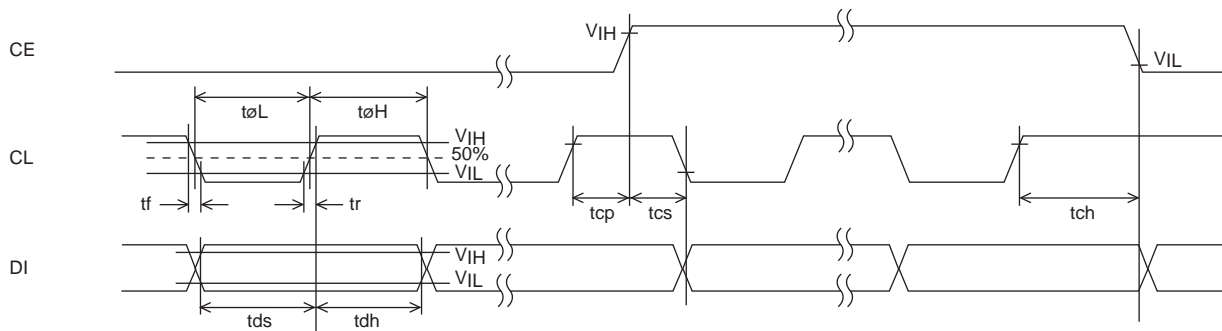 CE
VIH
VIL
tøL
tøH
CL
VIH
50%
VIL
tf
tr
tcp
tcs
tch
DI
VIH
VIL
tds
tdh